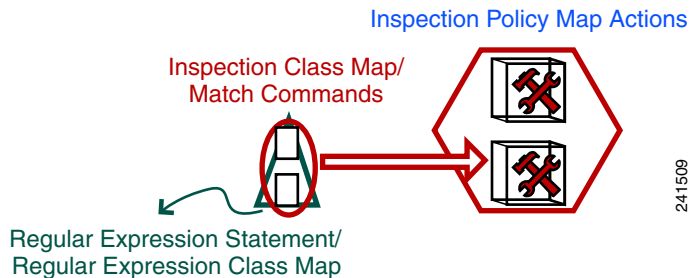 Inspection Policy Map Actions
Inspection Class Map/
Match Commands
241509
Regular Expression Statement/
Regular Expression Class Map